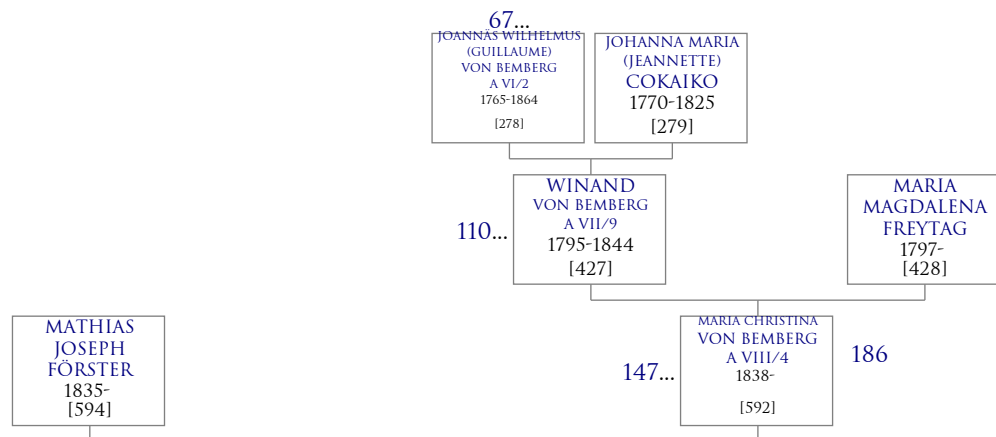 67...
JOANNÄS WILHELMUS
(GUILLAUME)
VON BEMBERG
A VI/2
1765-1864
[278]
JOHANNA MARIA
(JEANNETTE)
COKAIKO
1770-1825
[279]
110...
WINAND
VON BEMBERG
A VII/9
1795-1844
[427]
MARIA
MAGDALENA
FREYTAG
1797-
[428]
MATHIAS
JOSEPH
FÖRSTER
1835-
[594]
147...
MARIA CHRISTINA
VON BEMBERG
A VIII/4
1838-
[592]
186